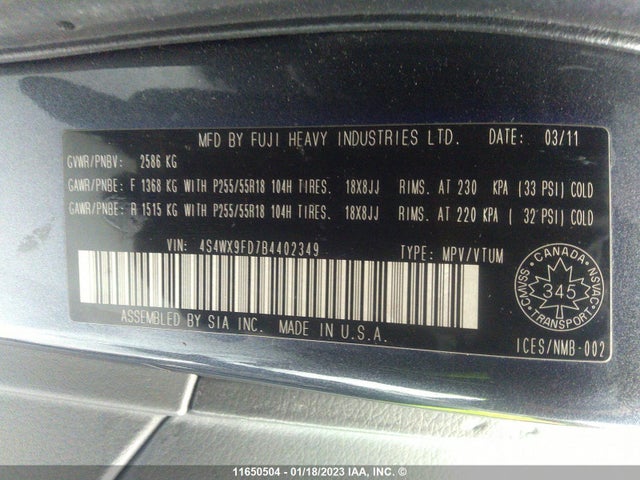 MFD BY FUJI HEAVY INDUSTRIES LTD. DATE: 03/11
GVWR/PNBV: 2586 KG
GAWR/PNBE: F 1368 KG WITH P255/55R18 104H TIRES. 18X8JJ RIMS. AT 230 KPA (33 PSI) COLD
GAWR/PNBE: R 1515 KG WITH P255/55R18 104H TIRES. 18X8JJ RIMS. AT 220 KPA ( 32 PSI) COLD
VIN: 4S4WX9FD7B4402349 TYPE: MPV/VTUM
CANADA
CMVSS NSVAC
345
TRANSPORT
ASSEMBLED BY SIA INC. MADE IN U.S.A.
ICES/NMB-002
11650504 - 01/18/2023 IAA, INC. ©